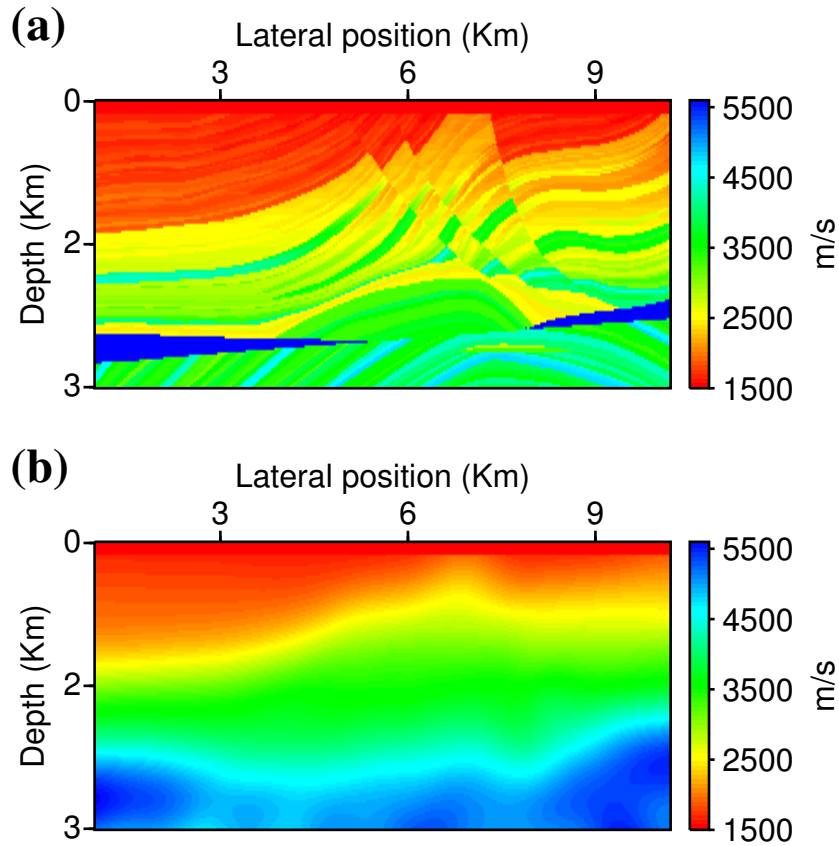 (a)
Lateral position (Km)
3 6 9
0
2
3
Depth (Km)
5500
4500
3500
2500
1500
m/s
(b)
Lateral position (Km)
3 6 9
0
2
3
Depth (Km)
5500
4500
3500
2500
1500
m/s